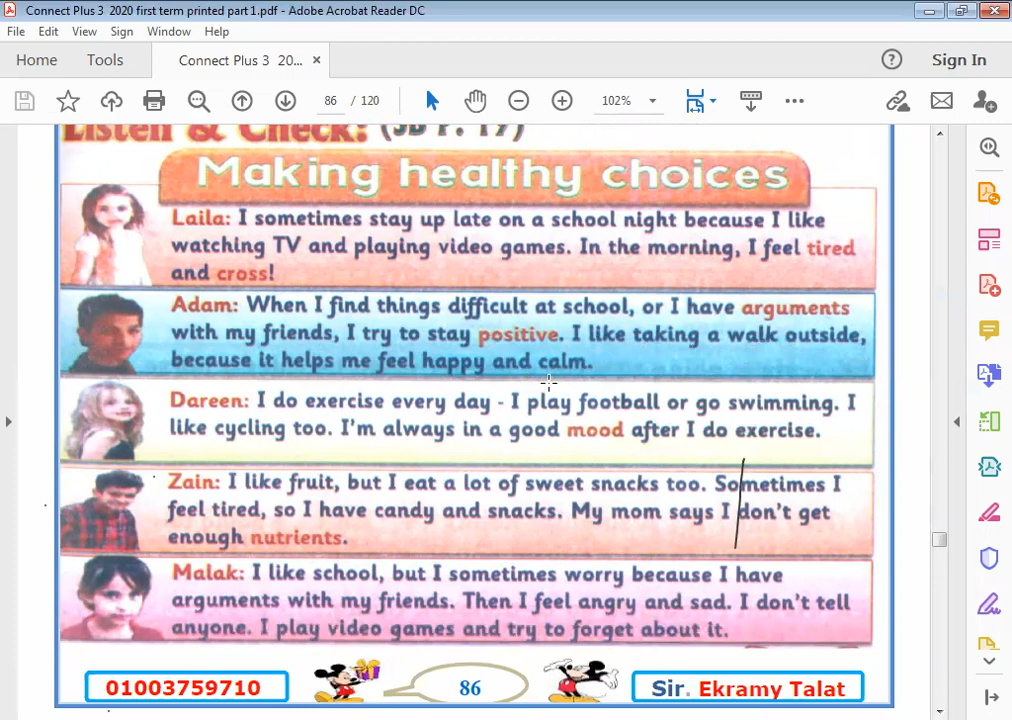 Connect Plus 3 2020 first term printed part 1.pdf - Adobe Acrobat Reader DC
File Edit View Sign Window Help
Home Tools Connect Plus 3 20... × ? Sign In
86 / 120 102%
Listen & Check: (SB P. 17)
Making healthy choices
Laila: I sometimes stay up late on a school night because I like
watching TV and playing video games. In the morning, I feel tired
and cross!
Adam: When I find things difficult at school, or I have arguments
with my friends, I try to stay positive. I like taking a walk outside,
because it helps me feel happy and calm.
Dareen: I do exercise every day - I play football or go swimming. I
like cycling too. I'm always in a good mood after I do exercise.
Zain: I like fruit, but I eat a lot of sweet snacks too. Sometimes I
feel tired, so I have candy and snacks. My mom says I don't get
enough nutrients.
Malak: I like school, but I sometimes worry because I have
arguments with my friends. Then I feel angry and sad. I don't tell
anyone. I play video games and try to forget about it.
01003759710 86 Sir. Ekramy Talat